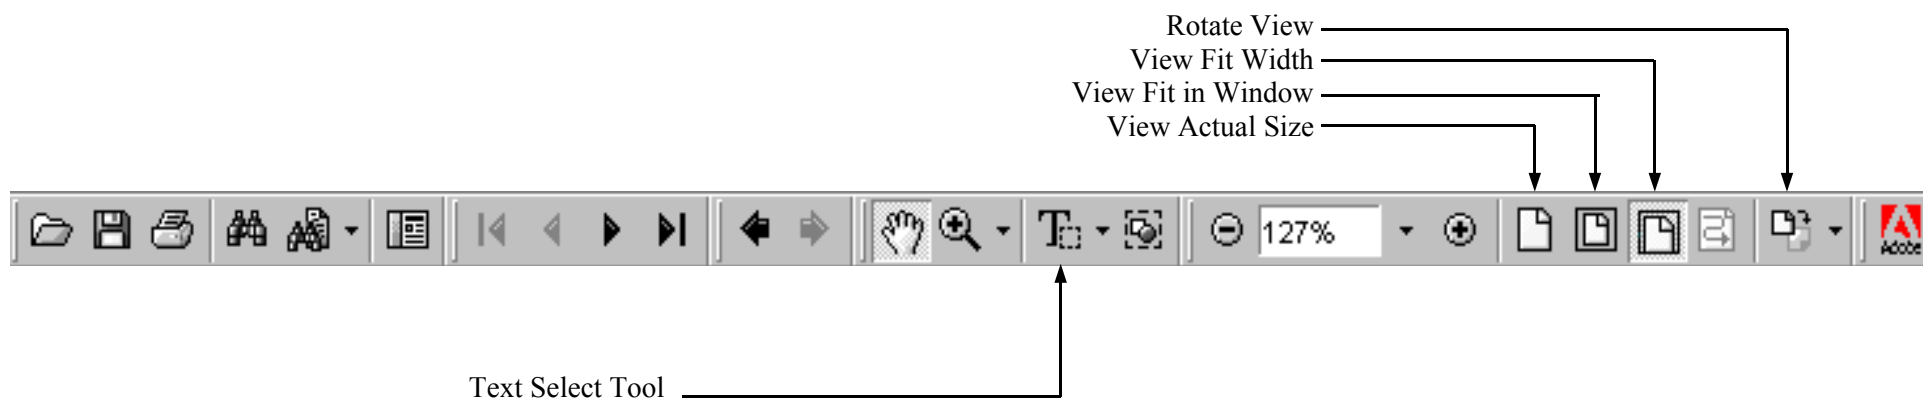 Rotate View
View Fit Width
View Fit in Window
View Actual Size
127%
Adobe
Text Select Tool